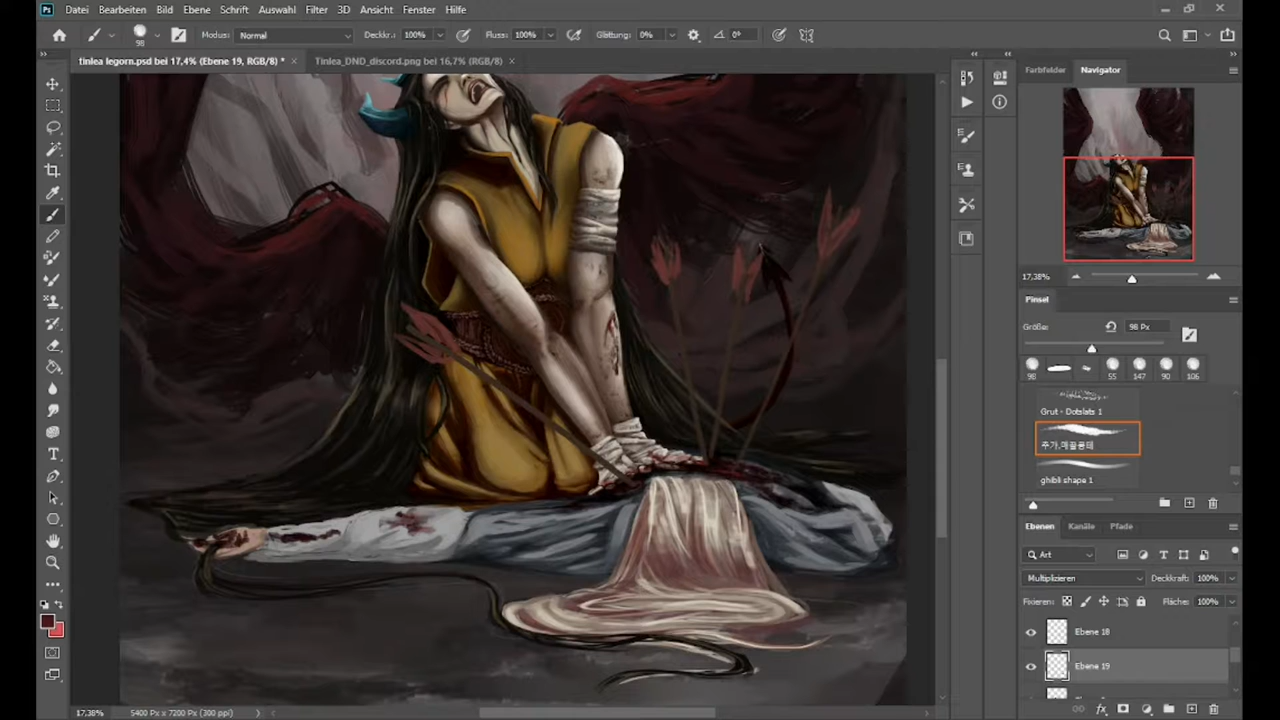 Ps Datei Bearbeiten Bild Ebene Schrift Auswahl Filter 3D Ansicht Fenster Hilfe
98 Modus: Normal Deckkr.: 100% Fluss: 100% Glättung: 0% 0°
tinlea legorn.psd bei 17,4% (Ebene 19, RGB/8) * × Tinlea_DND_discord.png bei 16,7% (RGB/8) ×
Farbfelder Navigator
17,38%
Pinsel
Größe: 98 Px
98 55 147 90 106
Grut - Dotslats 1
ghibli shape 1
Ebenen Kanäle Pfade
Art
Multiplizieren Deckkraft: 100%
Fixieren: Fläche: 100%
Ebene 18
Ebene 19
17,38% 5400 Px x 7200 Px (300 ppi)